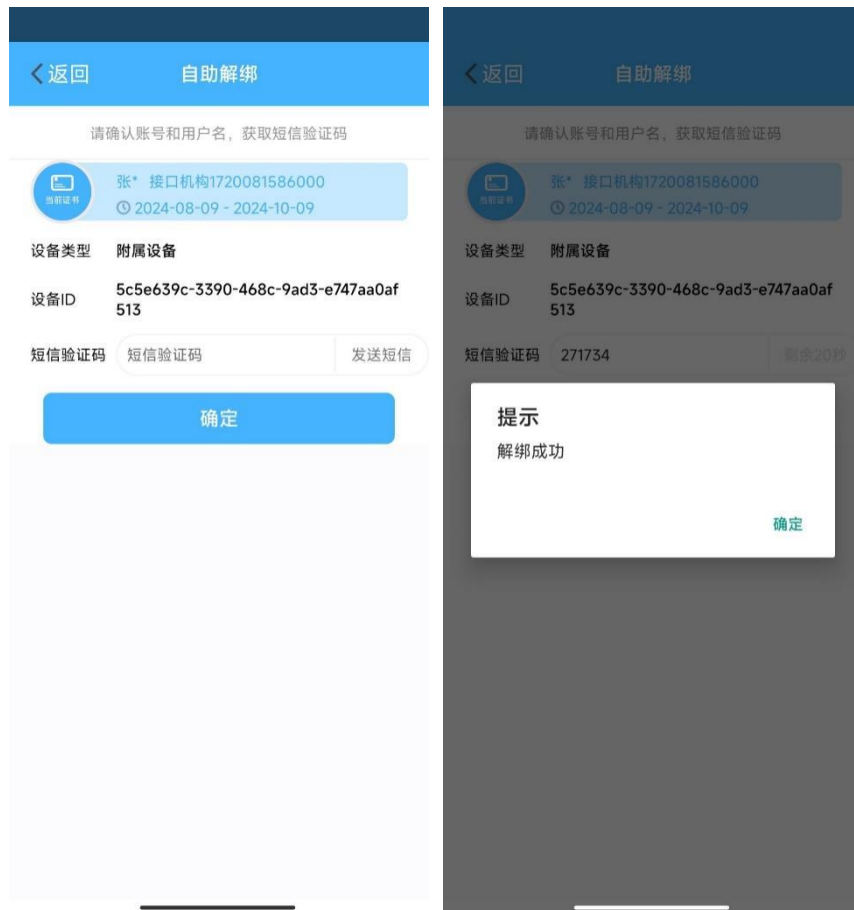 返回
自助解绑
请确认账号和用户名，获取短信验证码
当前证书
张* 接口机构1720081586000
2024-08-09 - 2024-10-09
设备类型 附属设备
设备ID 5c5e639c-3390-468c-9ad3-e747aa0af
513
短信验证码 短信验证码 发送短信
确定
返回
自助解绑
请确认账号和用户名，获取短信验证码
当前证书
张* 接口机构1720081586000
2024-08-09 - 2024-10-09
设备类型 附属设备
设备ID 5c5e639c-3390-468c-9ad3-e747aa0af
513
短信验证码 271734 剩余20秒
提示
解绑成功
确定